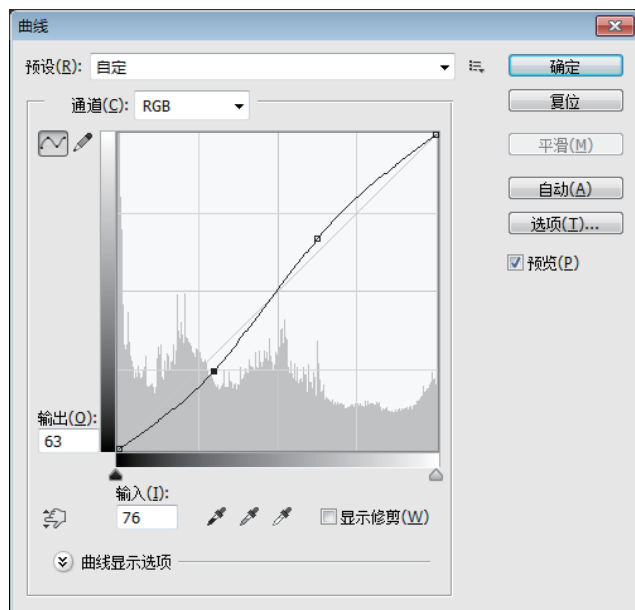 曲线
预设(R): 自定
确定
通道(C): RGB
复位
平滑(M)
自动(A)
选项(T)...
预览(P)
输出(O):
63
输入(I):
76
显示修剪(W)
曲线显示选项